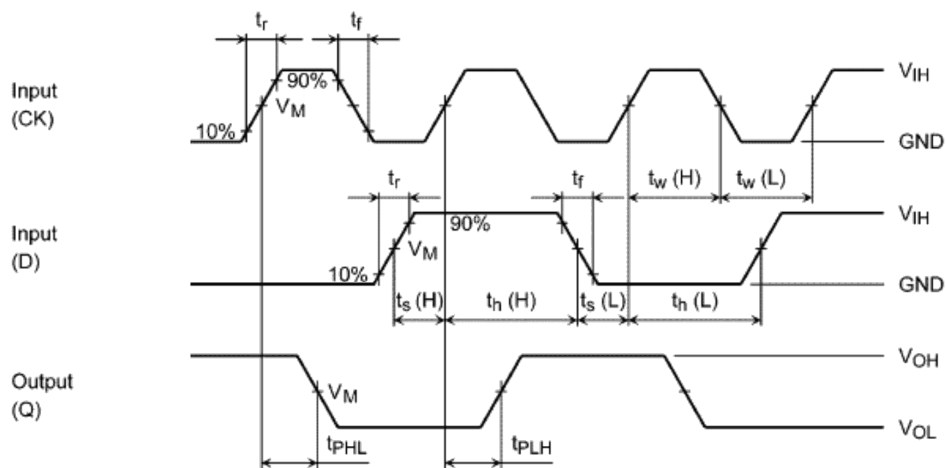 tr
tf
Input
(CK)
90%
VM
10%
VIH
GND
tr
tf
tw (H)
tw (L)
Input
(D)
90%
VM
10%
VIH
GND
ts (H)
th (H)
ts (L)
th (L)
Output
(Q)
VM
VOH
VOL
tPHL
tPLH